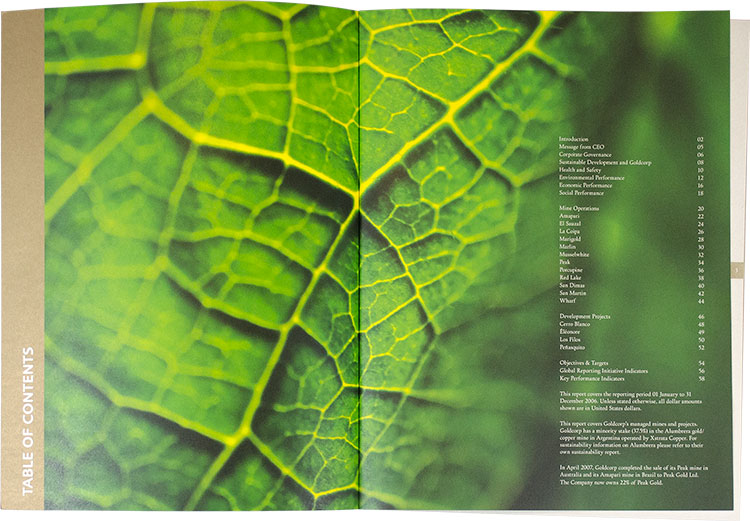 TABLE OF CONTENTS
Introduction 02
Message from CEO 05
Corporate Governance 06
Sustainable Development and Goldcorp 08
Health and Safety 10
Environmental Performance 12
Economic Performance 16
Social Performance 18
Mine Operations 20
Amapari 22
El Sauzal 24
La Coipa 26
Marigold 28
Marlin 30
Musselwhite 32
Peak 34
Porcupine 36
Red Lake 38
San Dimas 40
San Martin 42
Wharf 44
Development Projects 46
Cerro Blanco 48
Éléonore 49
Los Filos 50
Peñasquito 52
Objectives & Targets 54
Global Reporting Initiative Indicators 56
Key Performance Indicators 58
This report covers the reporting period 01 January to 31
December 2006. Unless stated otherwise, all dollar amounts
shown are in United States dollars.
This report covers Goldcorp's managed mines and projects.
Goldcorp has a minority stake (37.5%) in the Alumbrera gold/
copper mine in Argentina operated by Xstrata Copper. For
sustainability information on Alumbrera please refer to their
own sustainability report.
In April 2007, Goldcorp completed the sale of its Peak mine in
Australia and its Amapari mine in Brazil to Peak Gold Ltd.
The Company now owns 22% of Peak Gold.
1